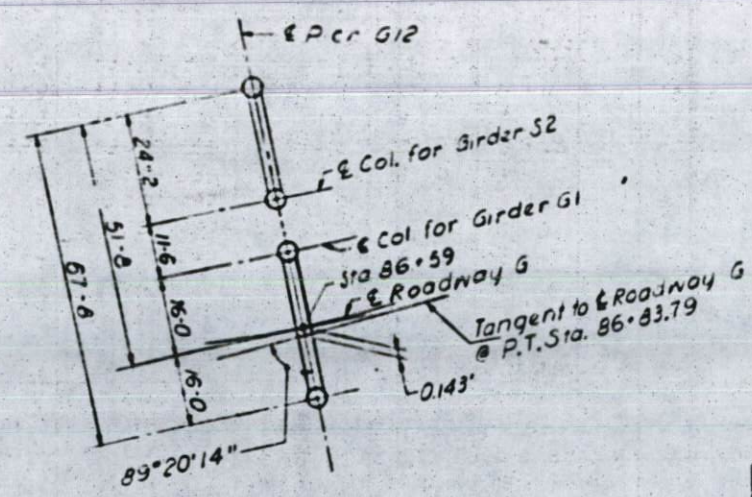 ℄ Pier G12
℄ Col. for Girder S2
℄ Col. for Girder G1
Sta 86+59
℄ Roadway G
Tangent to ℄ Roadway G
@ P.T. Sta. 86+83.79
0.143'
24-2
11-6
51-8
67-8
16-0
16-0
89°20'14"